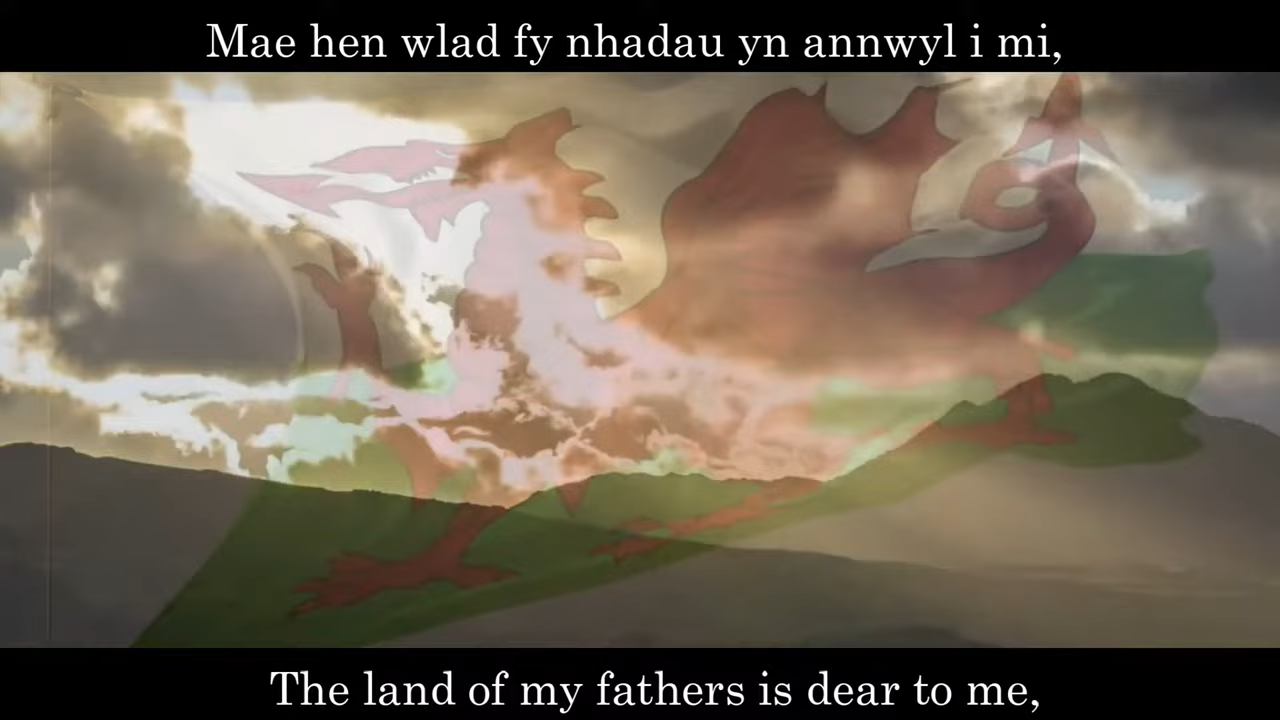 Mae hen wlad fy nhadau yn annwyl i mi,
The land of my fathers is dear to me,